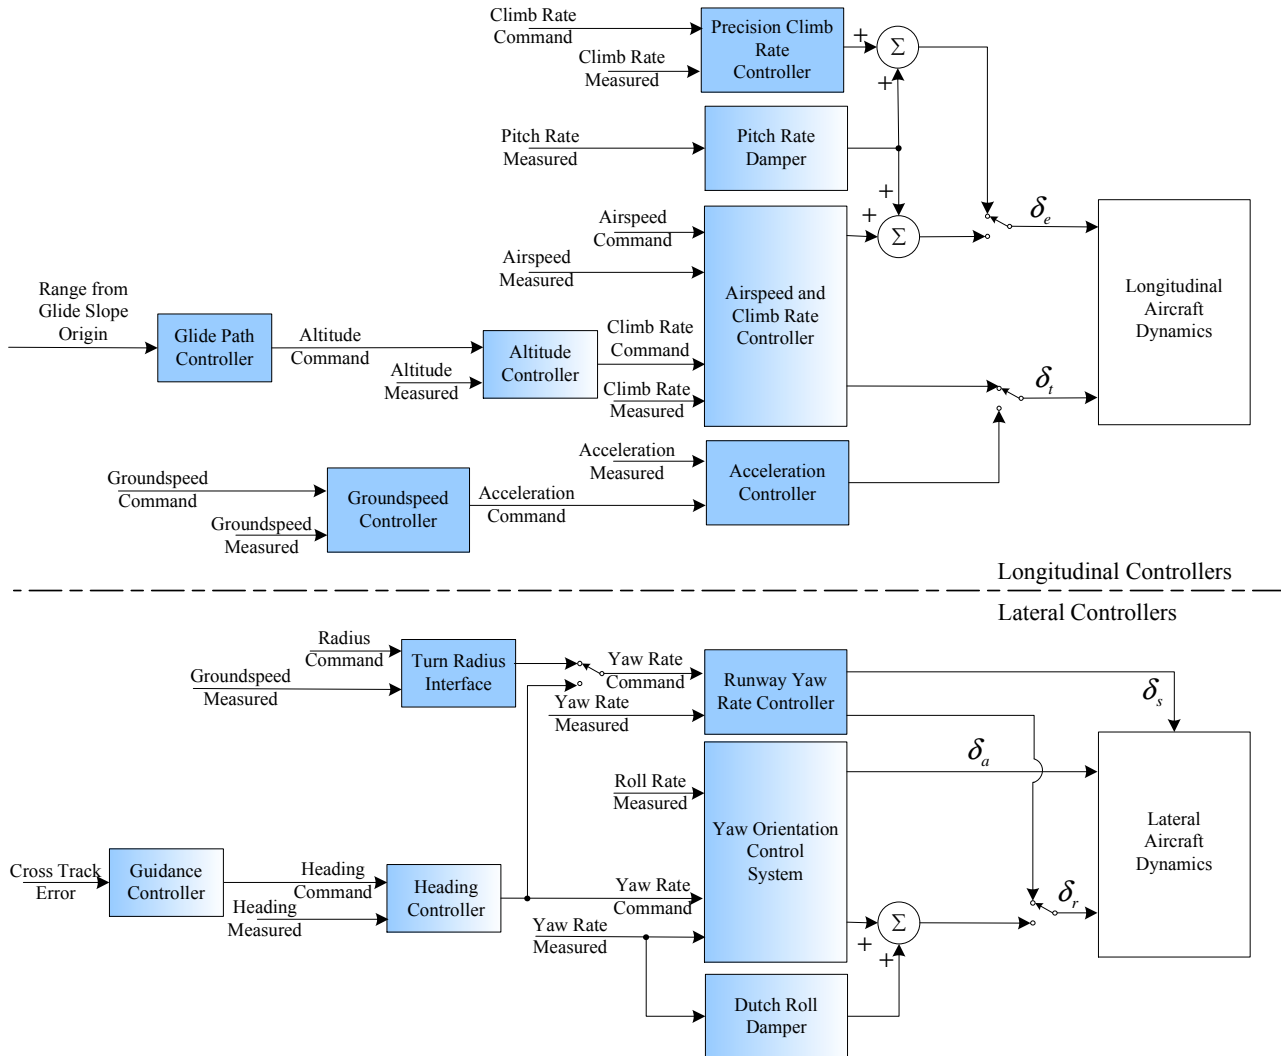 Climb Rate
Command
Climb Rate
Measured
Precision Climb
Rate
Controller
+
Σ
+
Pitch Rate
Measured
Pitch Rate
Damper
+
+
Σ
Airspeed
Command
Airspeed
Measured
Airspeed and
Climb Rate
Controller
δe
Longitudinal
Aircraft
Dynamics
Range from
Glide Slope
Origin
Glide Path
Controller
Altitude
Command
Altitude
Measured
Altitude
Controller
Climb Rate
Command
Climb Rate
Measured
δt
Groundspeed
Command
Groundspeed
Measured
Groundspeed
Controller
Acceleration
Command
Acceleration
Measured
Acceleration
Controller
Longitudinal Controllers
Lateral Controllers
Radius
Command
Groundspeed
Measured
Turn Radius
Interface
Yaw Rate
Command
Yaw Rate
Measured
Runway Yaw
Rate Controller
δs
δa
Roll Rate
Measured
Yaw Orientation
Control
System
Lateral
Aircraft
Dynamics
Cross Track
Error
Guidance
Controller
Heading
Command
Heading
Measured
Heading
Controller
Yaw Rate
Command
Yaw Rate
Measured
+
Σ
+
δr
Dutch Roll
Damper